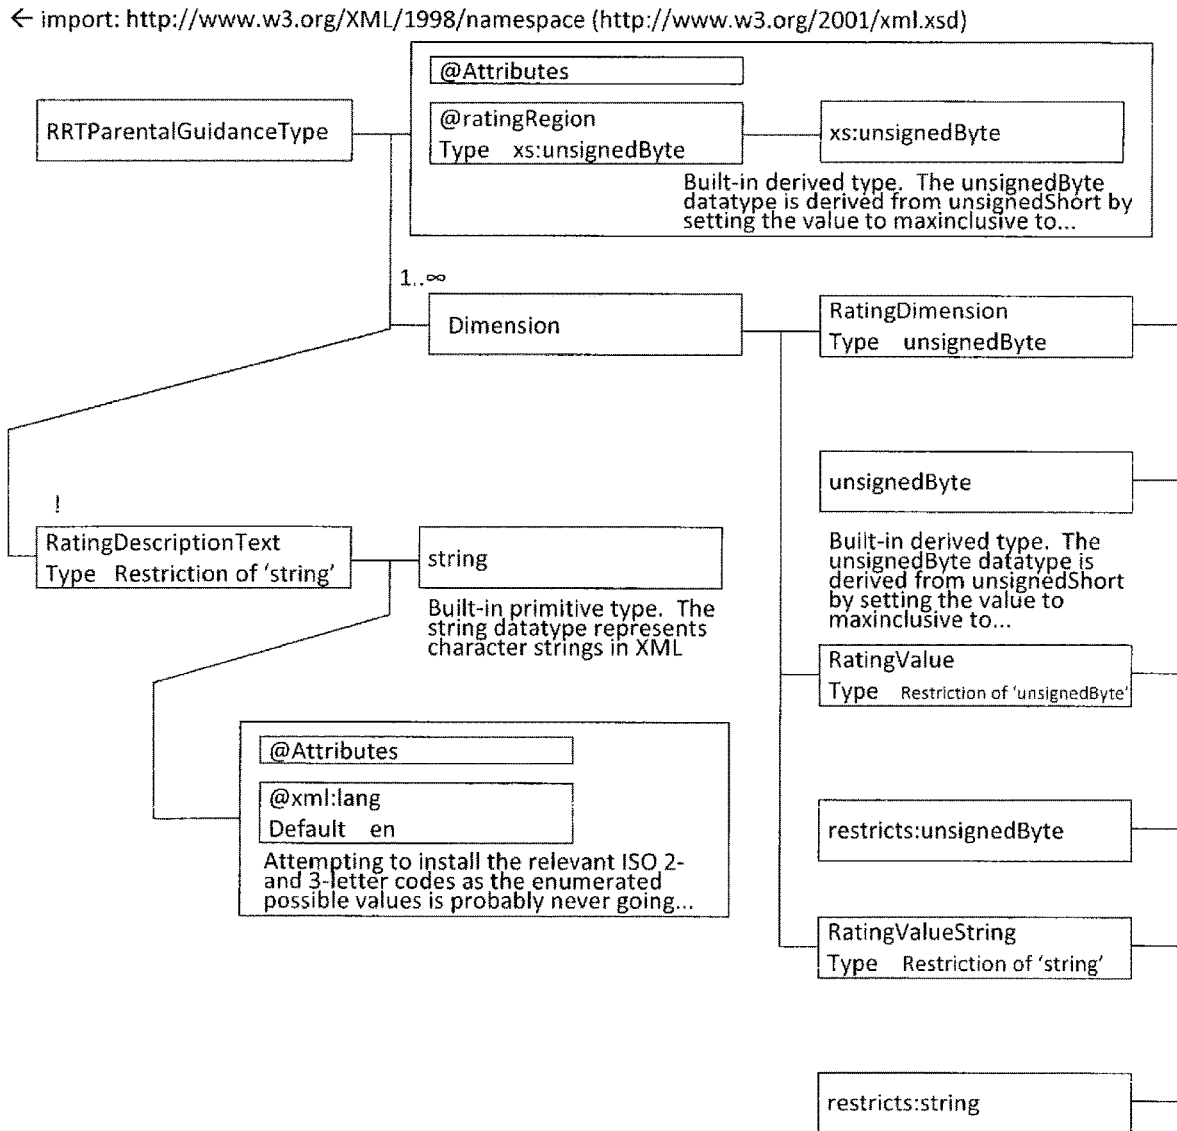 ← import: http://www.w3.org/XML/1998/namespace (http://www.w3.org/2001/xml.xsd)
@Attributes
RRTParentalGuidanceType
@ratingRegion
Type xs:unsignedByte
xs:unsignedByte
Built-in derived type. The unsignedByte
datatype is derived from unsignedShort by
setting the value to maxinclusive to...
1..∞
Dimension
RatingDimension
Type unsignedByte
unsignedByte
Built-in derived type. The
unsignedByte datatype is
derived from unsignedShort
by setting the value to
maxinclusive to...
!
RatingDescriptionText
Type Restriction of 'string'
string
Built-in primitive type. The
string datatype represents
character strings in XML
RatingValue
Type Restriction of 'unsignedByte'
@Attributes
@xml:lang
Default en
Attempting to install the relevant ISO 2-
and 3-letter codes as the enumerated
possible values is probably never going...
restricts:unsignedByte
RatingValueString
Type Restriction of 'string'
restricts:string